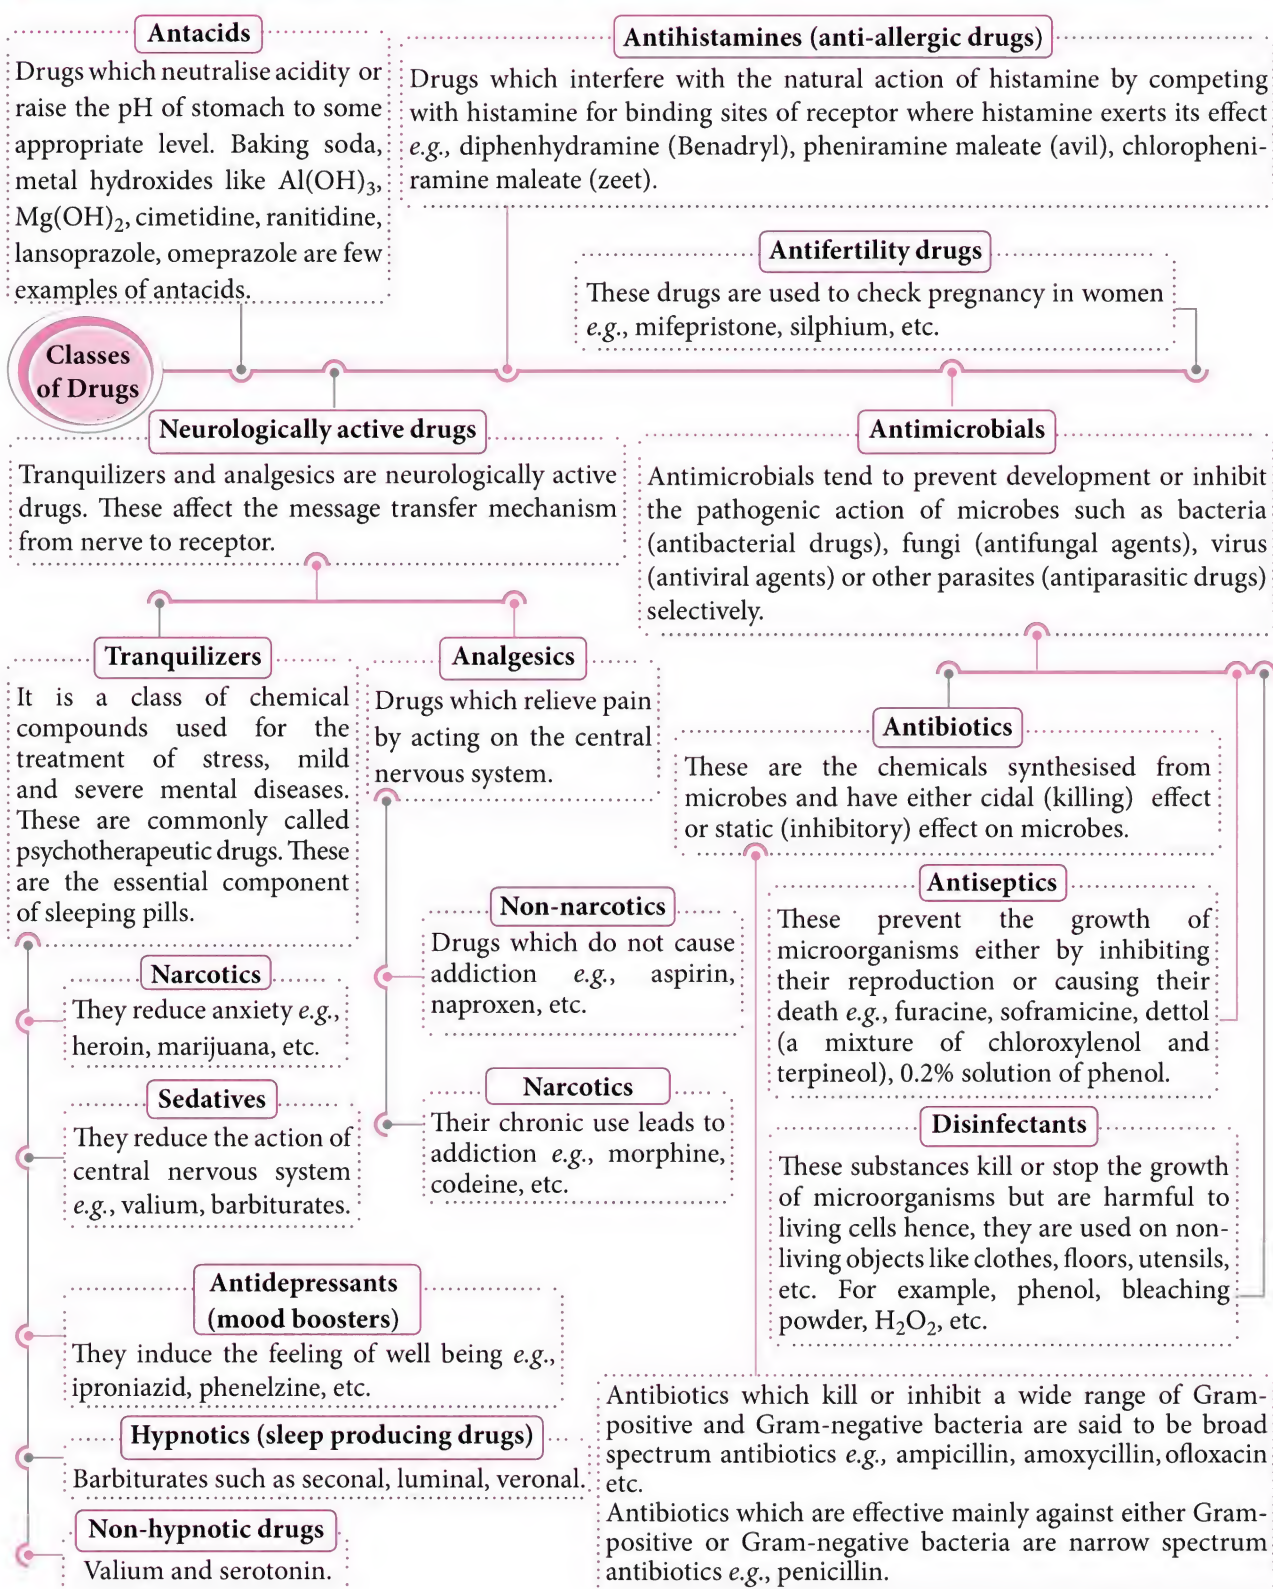 Antacids
Drugs which neutralise acidity or
raise the pH of stomach to some
appropriate level. Baking soda,
metal hydroxides like Al(OH)₃,
Mg(OH)₂, cimetidine, ranitidine,
lansoprazole, omeprazole are few
examples of antacids.
Antihistamines (anti-allergic drugs)
Drugs which interfere with the natural action of histamine by competing
with histamine for binding sites of receptor where histamine exerts its effect
e.g., diphenhydramine (Benadryl), pheniramine maleate (avil), chloropheni-
ramine maleate (zeet).
Antifertility drugs
These drugs are used to check pregnancy in women
e.g., mifepristone, silphium, etc.
Classes
of Drugs
Neurologically active drugs
Tranquilizers and analgesics are neurologically active
drugs. These affect the message transfer mechanism
from nerve to receptor.
Antimicrobials
Antimicrobials tend to prevent development or inhibit
the pathogenic action of microbes such as bacteria
(antibacterial drugs), fungi (antifungal agents), virus
(antiviral agents) or other parasites (antiparasitic drugs)
selectively.
Tranquilizers
It is a class of chemical
compounds used for the
treatment of stress, mild
and severe mental diseases.
These are commonly called
psychotherapeutic drugs. These
are the essential component
of sleeping pills.
Analgesics
Drugs which relieve pain
by acting on the central
nervous system.
Antibiotics
These are the chemicals synthesised from
microbes and have either cidal (killing) effect
or static (inhibitory) effect on microbes.
Non-narcotics
Drugs which do not cause
addiction e.g., aspirin,
naproxen, etc.
Antiseptics
These prevent the growth of
microorganisms either by inhibiting
their reproduction or causing their
death e.g., furacine, soframicine, dettol
(a mixture of chloroxylenol and
terpineol), 0.2% solution of phenol.
Narcotics
They reduce anxiety e.g.,
heroin, marijuana, etc.
Sedatives
They reduce the action of
central nervous system
e.g., valium, barbiturates.
Narcotics
Their chronic use leads to
addiction e.g., morphine,
codeine, etc.
Disinfectants
These substances kill or stop the growth
of microorganisms but are harmful to
living cells hence, they are used on non-
living objects like clothes, floors, utensils,
etc. For example, phenol, bleaching
powder, H₂O₂, etc.
Antidepressants
(mood boosters)
They induce the feeling of well being e.g.,
iproniazid, phenelzine, etc.
Hypnotics (sleep producing drugs)
Barbiturates such as seconal, luminal, veronal.
Non-hypnotic drugs
Valium and serotonin.
Antibiotics which kill or inhibit a wide range of Gram-
positive and Gram-negative bacteria are said to be broad
spectrum antibiotics e.g., ampicillin, amoxycillin, ofloxacin
etc.
Antibiotics which are effective mainly against either Gram-
positive or Gram-negative bacteria are narrow spectrum
antibiotics e.g., penicillin.